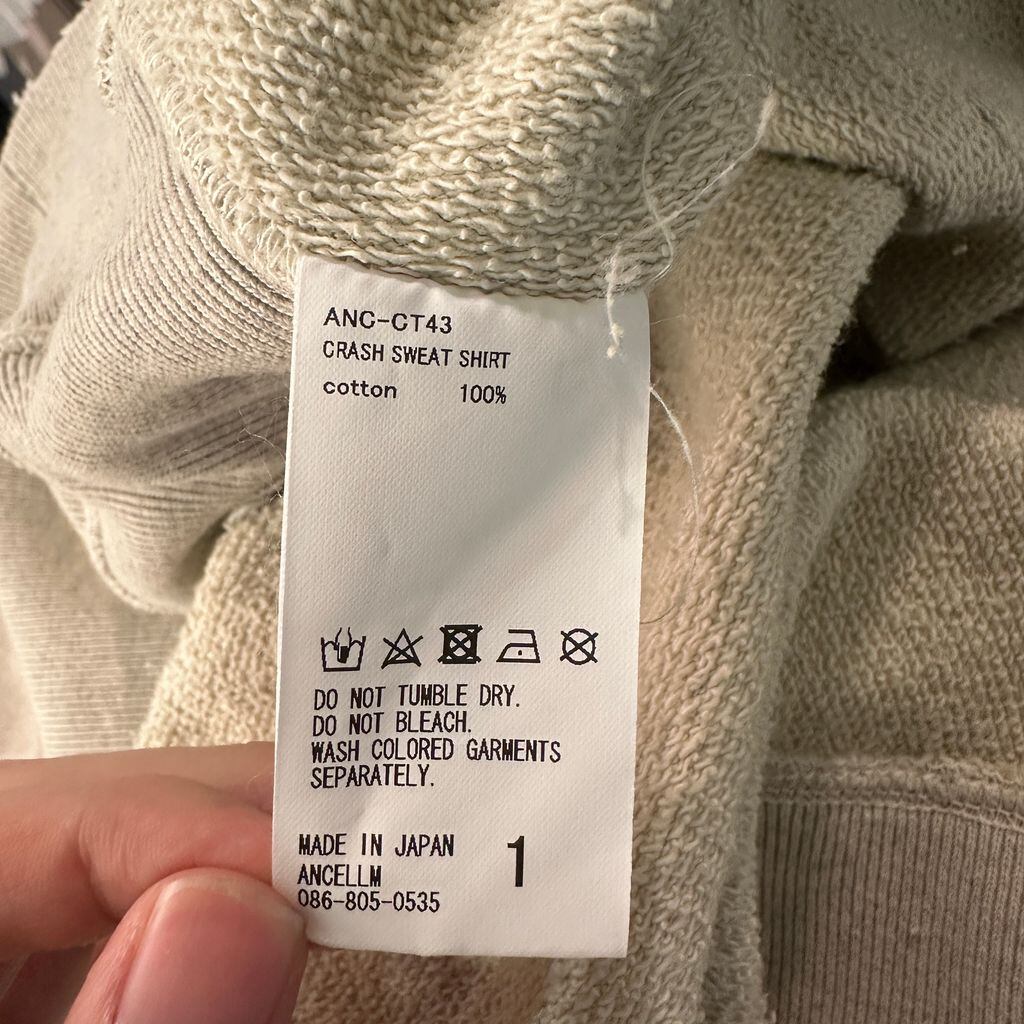 ANC-CT43
CRASH SWEAT SHIRT
cotton 100%
DO NOT TUMBLE DRY.
DO NOT BLEACH.
WASH COLORED GARMENTS
SEPARATELY.
MADE IN JAPAN 1
ANCELLM
086-805-0535